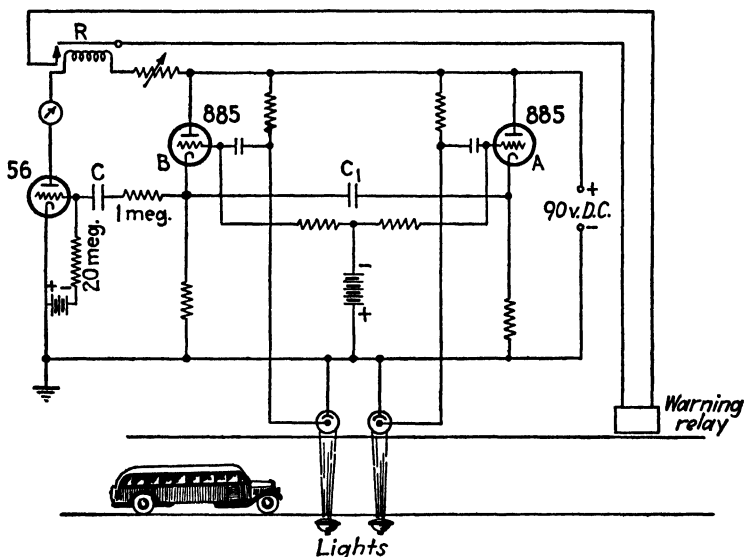 R
885
885
B
A
56
C
C1
1 meg.
20 meg.
+
-
-
+
+
90 v. D.C.
-
Warning
relay
Lights